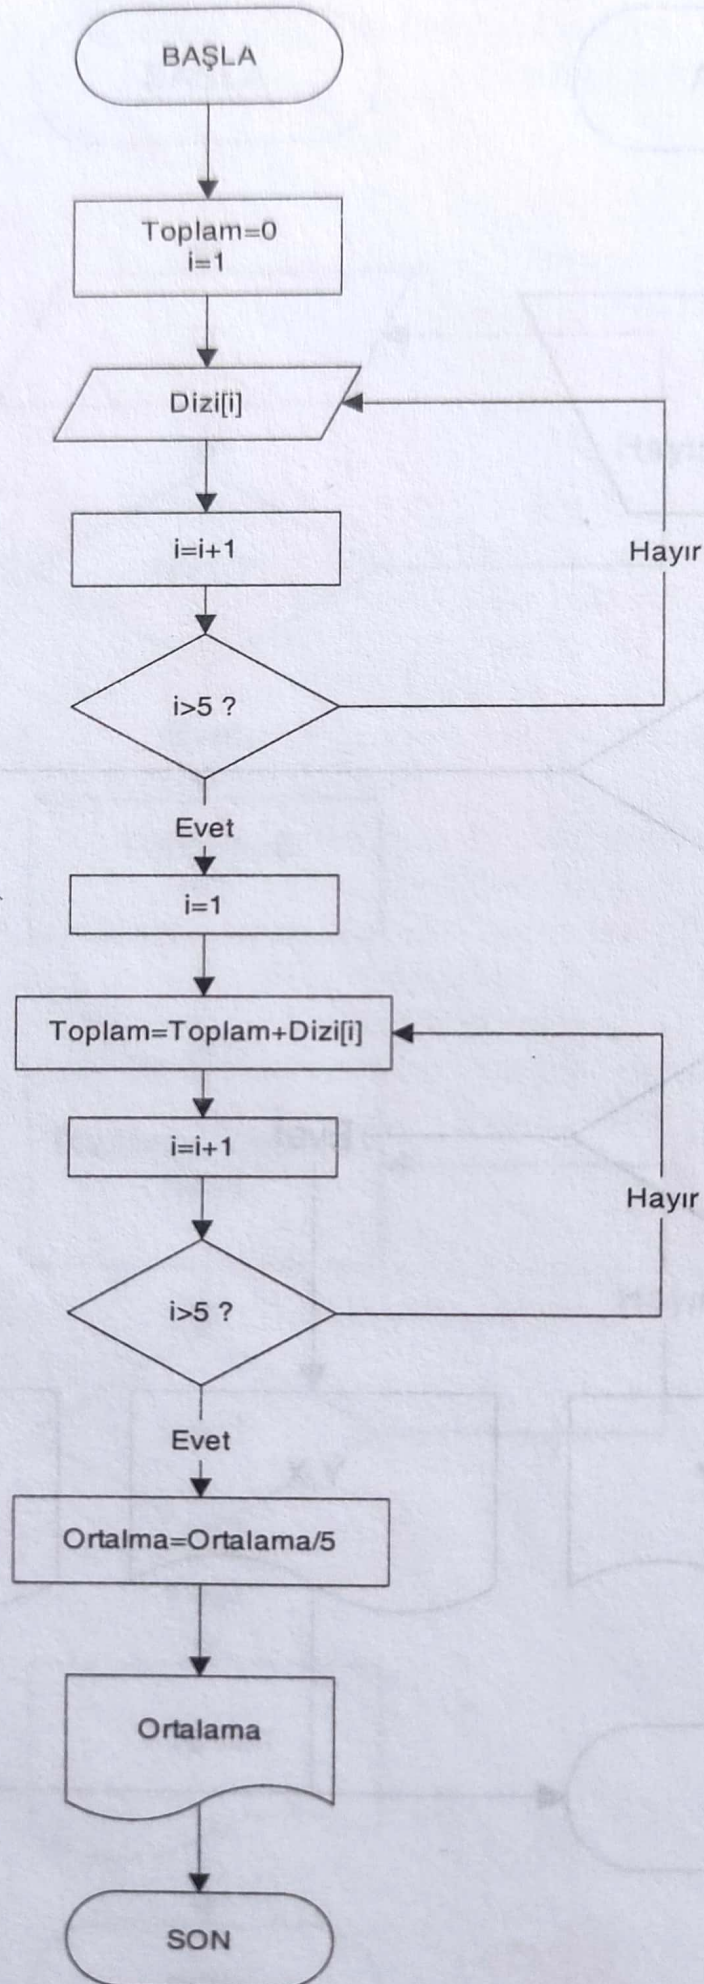 BAŞLA
Toplam=0
i=1
Dizi[i]
i=i+1
Hayır
i>5 ?
Evet
i=1
Toplam=Toplam+Dizi[i]
i=i+1
Hayır
i>5 ?
Evet
Ortalma=Ortalama/5
Ortalama
SON